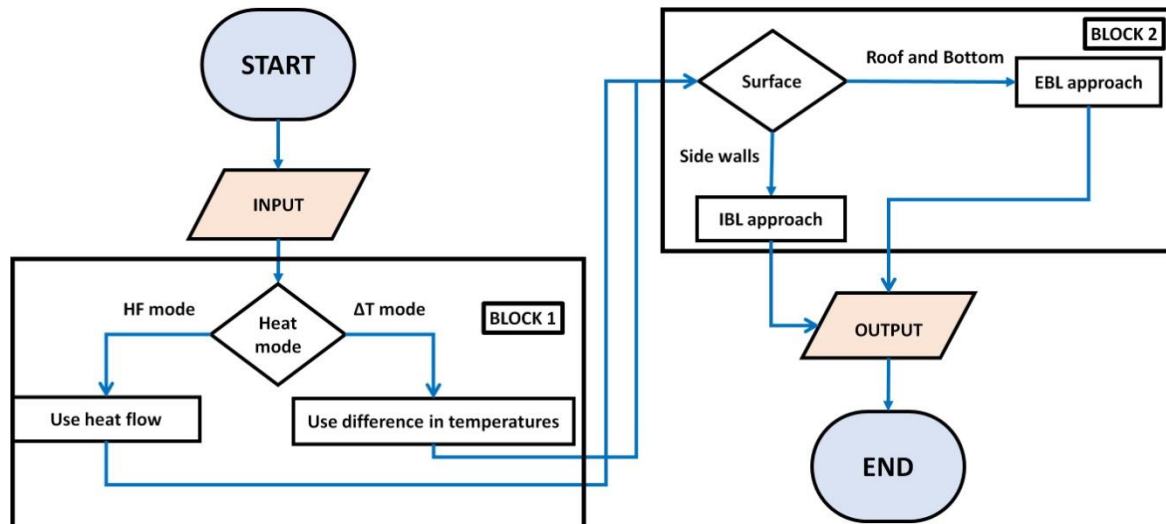 START
INPUT
BLOCK 1
HF mode
ΔT mode
Heat
mode
Use heat flow
Use difference in temperatures
BLOCK 2
Surface
Roof and Bottom
EBL approach
Side walls
IBL approach
OUTPUT
END